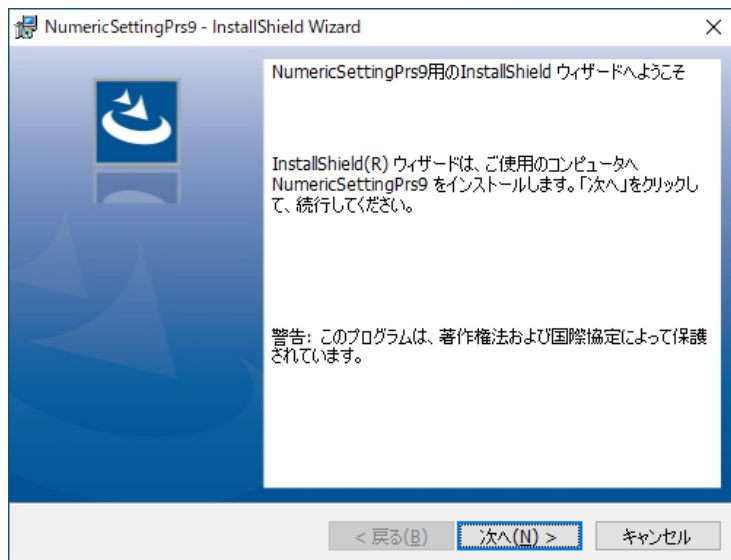 NumericSettingPrs9 - InstallShield Wizard
NumericSettingPrs9用のInstallShield ウィザードへようこそ
InstallShield(R) ウィザードは、ご使用のコンピュータへ
NumericSettingPrs9 をインストールします。「次へ」をクリックし
て、続行してください。
警告: このプログラムは、著作権法および国際協定によって保護
されています。
< 戻る(B)
次へ(N) >
キャンセル